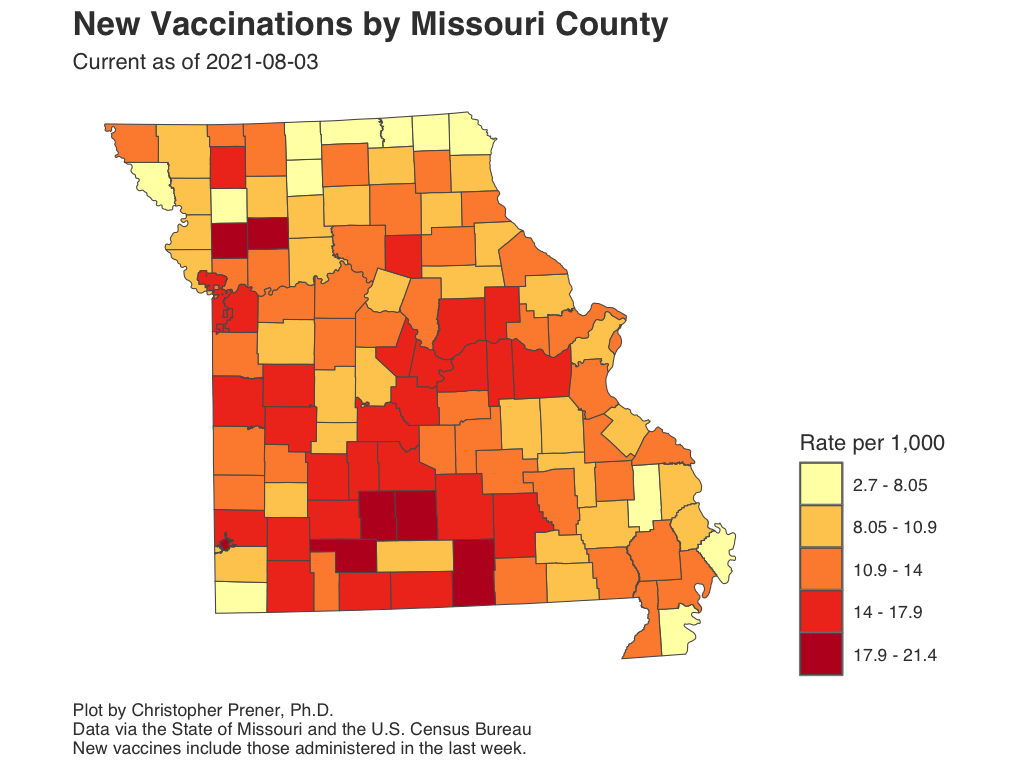 New Vaccinations by Missouri County
Current as of 2021-08-03
Rate per 1,000
2.7 - 8.05
8.05 - 10.9
10.9 - 14
14 - 17.9
17.9 - 21.4
Plot by Christopher Prener, Ph.D.
Data via the State of Missouri and the U.S. Census Bureau
New vaccines include those administered in the last week.